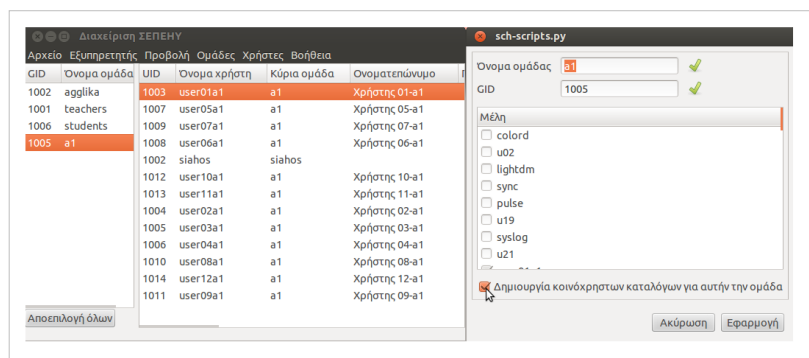 Διαχείριση ΣΕΠΕΗΥ
Αρχείο Εξυπηρετητής Προβολή Ομάδες Χρήστες Βοήθεια
GID Όνομα ομάδα UID Όνομα χρήστη Κύρια ομάδα Ονοματεπώνυμο
1002 agglika
1001 teachers
1006 students
1005 a1
1003 user01a1 a1 Χρήστης 01-a1
1007 user05a1 a1 Χρήστης 05-a1
1009 user07a1 a1 Χρήστης 07-a1
1008 user06a1 a1 Χρήστης 06-a1
1002 siahos siahos
1012 user10a1 a1 Χρήστης 10-a1
1013 user11a1 a1 Χρήστης 11-a1
1004 user02a1 a1 Χρήστης 02-a1
1005 user03a1 a1 Χρήστης 03-a1
1006 user04a1 a1 Χρήστης 04-a1
1010 user08a1 a1 Χρήστης 08-a1
1014 user12a1 a1 Χρήστης 12-a1
1011 user09a1 a1 Χρήστης 09-a1
Αποεπιλογή όλων
sch-scripts.py
Όνομα ομάδας a1
GID 1005
Μέλη
colord
u02
lightdm
sync
pulse
u19
syslog
u21
Δημιουργία κοινόχρηστων καταλόγων για αυτήν την ομάδα
Ακύρωση Εφαρμογή